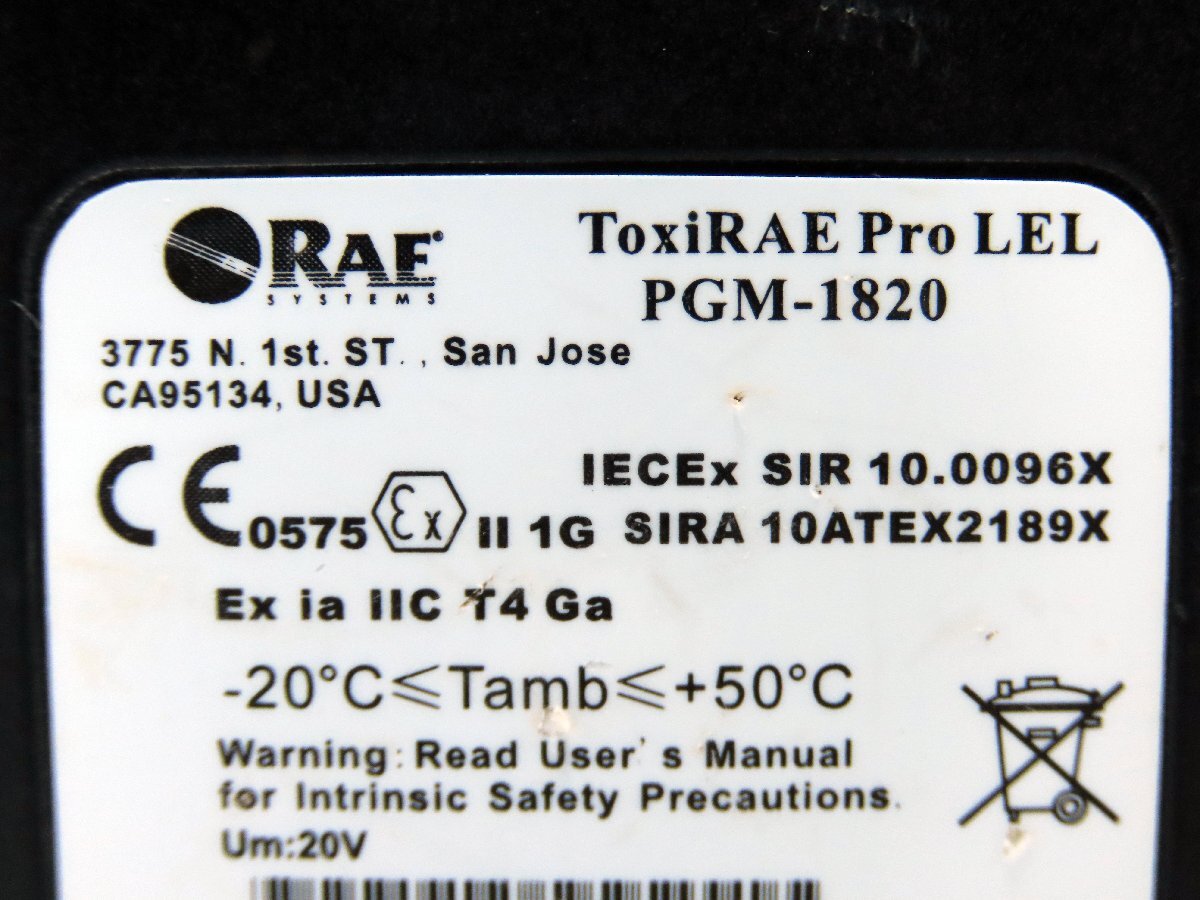 RAE
SYSTEMS
ToxiRAE Pro LEL
PGM-1820
3775 N. 1st. ST. , San Jose
CA95134, USA
CE 0575 Ex II 1G
IECEx SIR 10.0096X
SIRA 10ATEX2189X
Ex ia IIC T4 Ga
-20°C≤Tamb≤+50°C
Warning: Read User's Manual
for Intrinsic Safety Precautions.
Um:20V